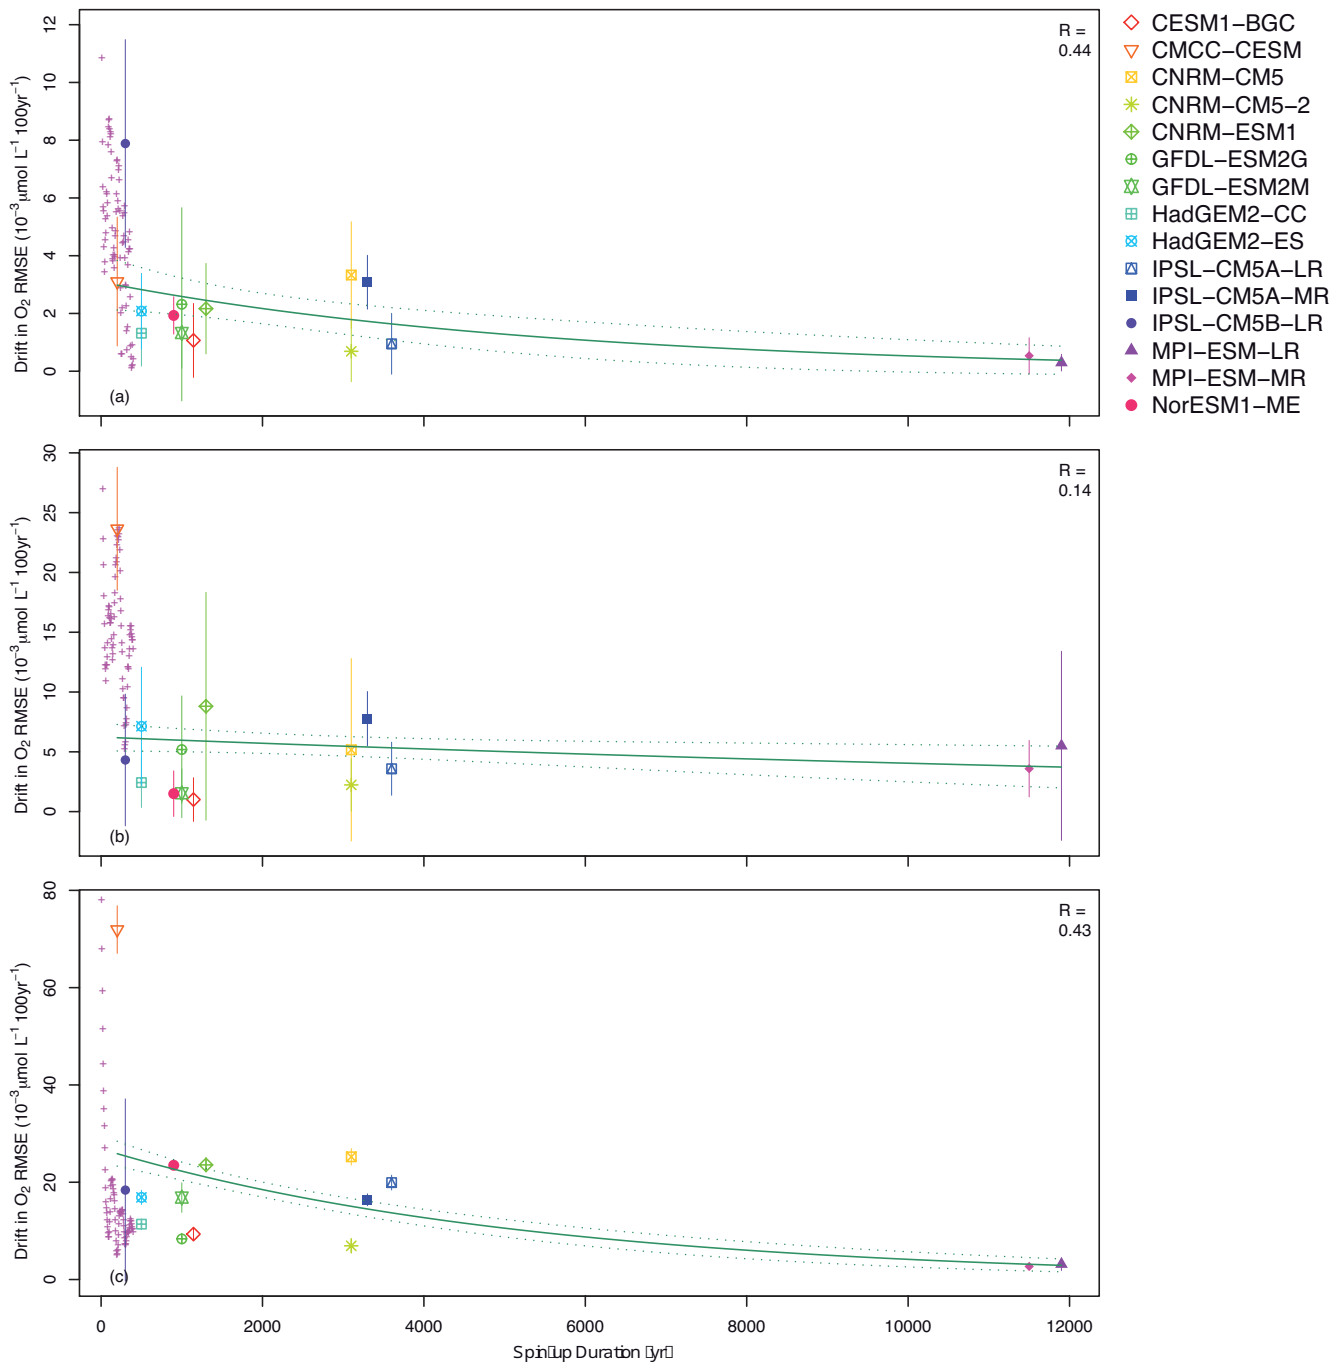 12
10
8
6
4
2
0
Drift in O₂ RMSE (10⁻³μmol L⁻¹ 100yr⁻¹)
R =
0.44
(a)
CESM1−BGC
CMCC−CESM
CNRM−CM5
CNRM−CM5−2
CNRM−ESM1
GFDL−ESM2G
GFDL−ESM2M
HadGEM2−CC
HadGEM2−ES
IPSL−CM5A−LR
IPSL−CM5A−MR
IPSL−CM5B−LR
MPI−ESM−LR
MPI−ESM−MR
NorESM1−ME
30
25
20
15
10
5
0
Drift in O₂ RMSE (10⁻³μmol L⁻¹ 100yr⁻¹)
R =
0.14
(b)
80
60
40
20
0
Drift in O₂ RMSE (10⁻³μmol L⁻¹ 100yr⁻¹)
R =
0.43
(c)
0 2000 4000 6000 8000 10000 12000
Spin▯up Duration ▯yr▯